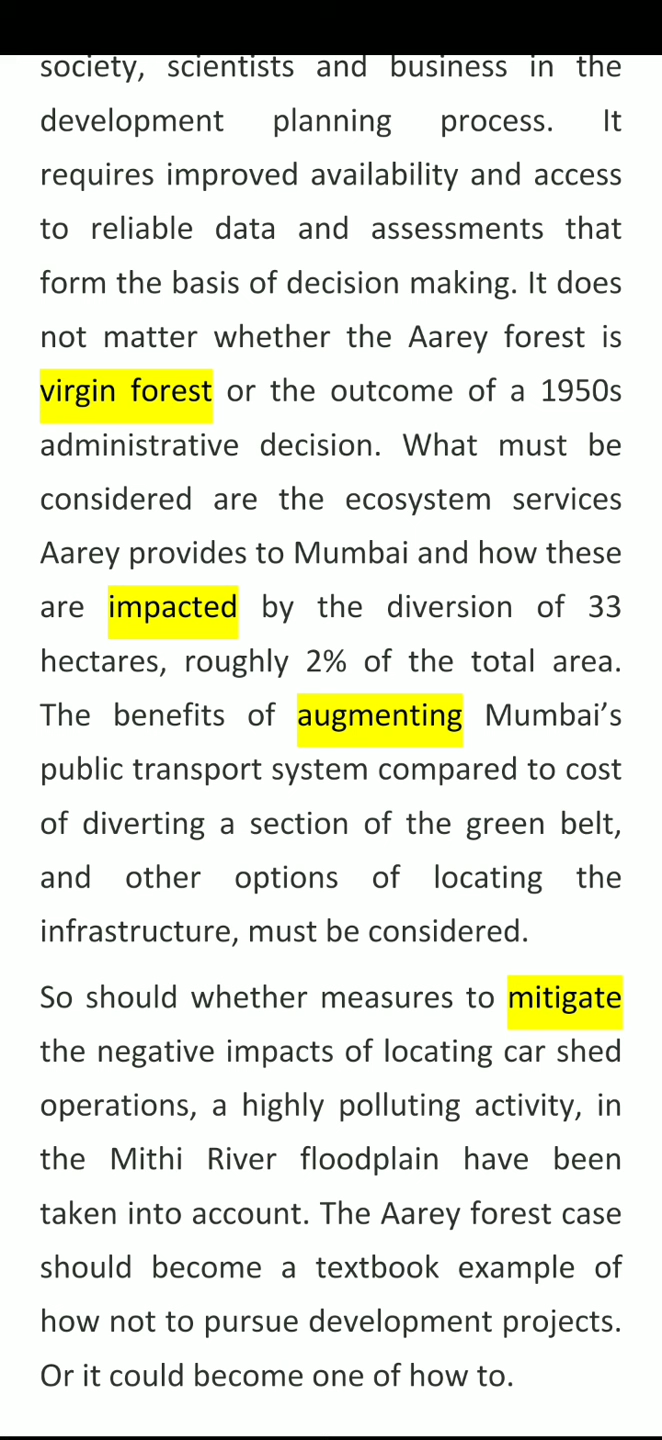 society, scientists and business in the
development planning process. It
requires improved availability and access
to reliable data and assessments that
form the basis of decision making. It does
not matter whether the Aarey forest is
virgin forest or the outcome of a 1950s
administrative decision. What must be
considered are the ecosystem services
Aarey provides to Mumbai and how these
are impacted by the diversion of 33
hectares, roughly 2% of the total area.
The benefits of augmenting Mumbai’s
public transport system compared to cost
of diverting a section of the green belt,
and other options of locating the
infrastructure, must be considered.
So should whether measures to mitigate
the negative impacts of locating car shed
operations, a highly polluting activity, in
the Mithi River floodplain have been
taken into account. The Aarey forest case
should become a textbook example of
how not to pursue development projects.
Or it could become one of how to.